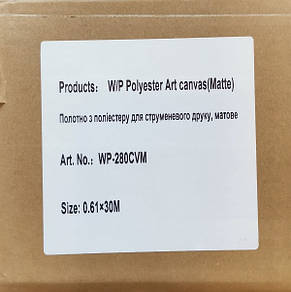 Products: W/P Polyester Art canvas(Matte)
Полотно з поліестеру для струменевого друку, матове
Art. No.: WP-280CVM
Size: 0.61×30M